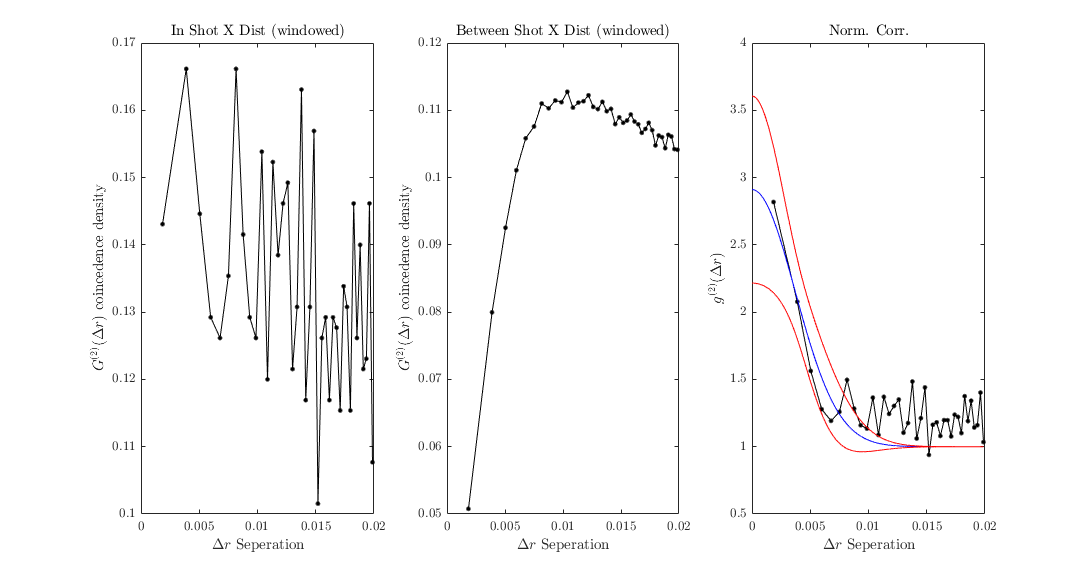 In Shot X Dist (windowed)
0.17
0.16
0.15
0.14
0.13
0.12
0.11
0.1
0 0.005 0.01 0.015 0.02
Δr Seperation
G^(2)(Δr) coincedence density
Between Shot X Dist (windowed)
0.12
0.11
0.1
0.09
0.08
0.07
0.06
0.05
0 0.005 0.01 0.015 0.02
Δr Seperation
G^(2)(Δr) coincedence density
Norm. Corr.
4
3.5
3
2.5
2
1.5
1
0.5
0 0.005 0.01 0.015 0.02
Δr Seperation
g^(2)(Δr)